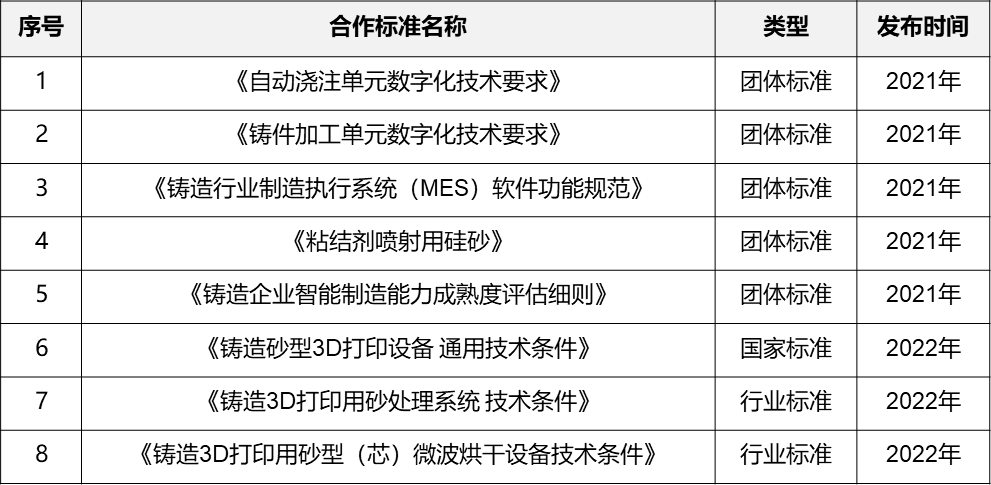 序号 合作标准名称 类型 发布时间
1 《自动浇注单元数字化技术要求》 团体标准 2021年
2 《铸件加工单元数字化技术要求》 团体标准 2021年
3 《铸造行业制造执行系统（MES）软件功能规范》 团体标准 2021年
4 《粘结剂喷射用硅砂》 团体标准 2021年
5 《铸造企业智能制造能力成熟度评估细则》 团体标准 2021年
6 《铸造砂型3D打印设备 通用技术条件》 国家标准 2022年
7 《铸造3D打印用砂处理系统 技术条件》 行业标准 2022年
8 《铸造3D打印用砂型（芯）微波烘干设备技术条件》 行业标准 2022年